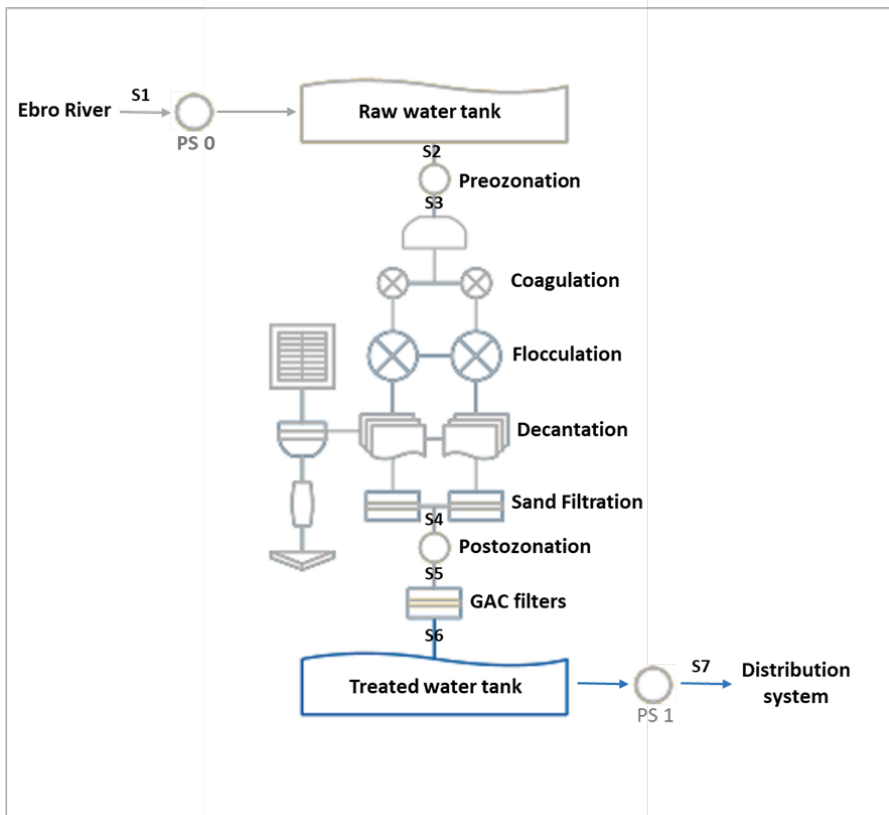 S1
Ebro River
PS 0
Raw water tank
S2
Preozonation
S3
Coagulation
Flocculation
Decantation
Sand Filtration
S4
Postozonation
S5
GAC filters
S6
Treated water tank
S7
PS 1
Distribution
system